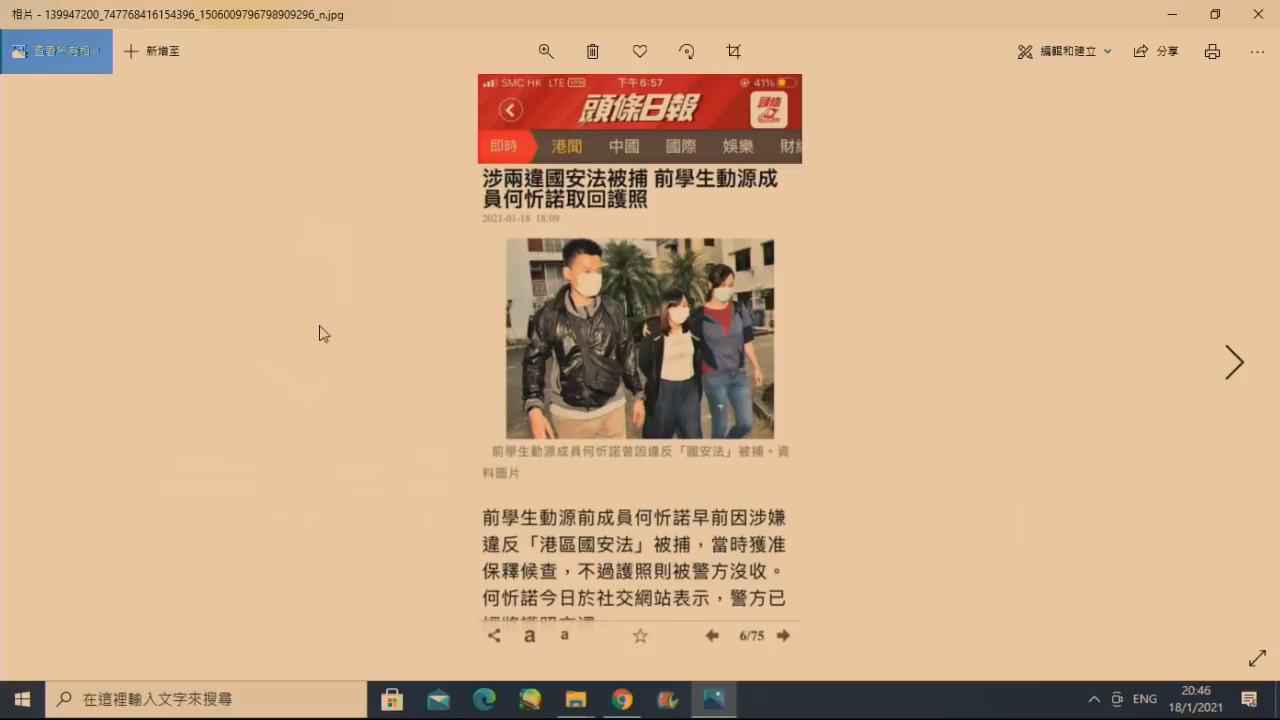 相片 - 139947200_747768416154396_1506009796798909296_n.jpg
查看所有相片
新增至
編輯和建立
分享
SMC HK LTE VPN
下午6:57
41%
頭條日報
頭條
即時
港聞
中國
國際
娛樂
財經
涉兩違國安法被捕 前學生動源成
員何忻諾取回護照
2021-01-18 18:09
前學生動源成員何忻諾曾因違反「國安法」被捕。資
料圖片
前學生動源前成員何忻諾早前因涉嫌
違反「港區國安法」被捕，當時獲准
保釋候查，不過護照則被警方沒收。
何忻諾今日於社交網站表示，警方已
a
a
6/75
在這裡輸入文字來搜尋
ENG
20:46
18/1/2021